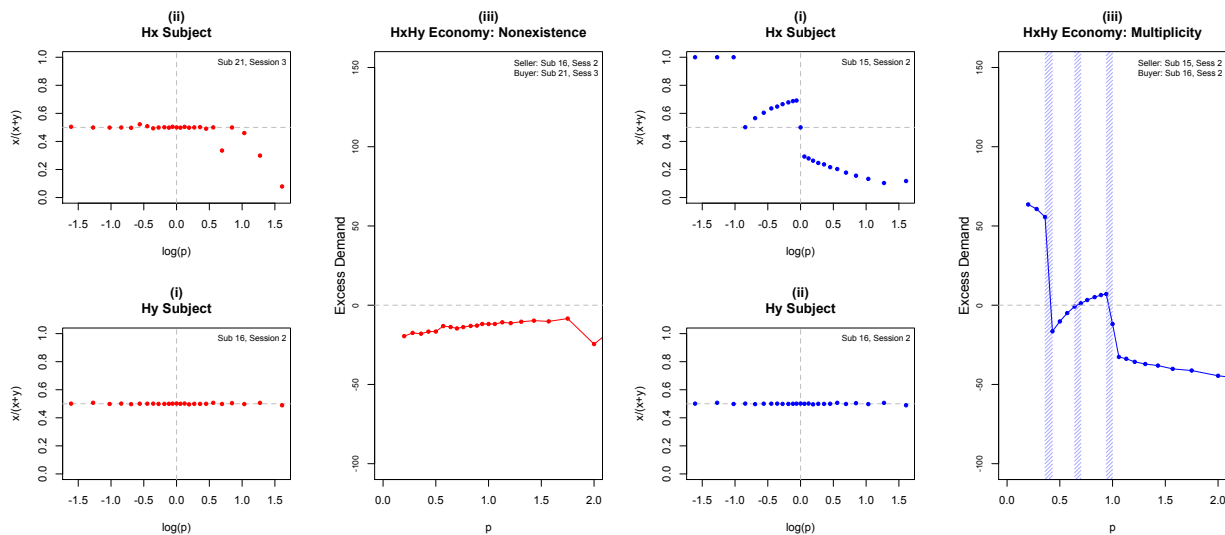 (ii)
Hx Subject
Sub 21, Session 3
x/(x+y)
0.0 0.2 0.4 0.6 0.8 1.0
-1.5 -1.0 -0.5 0.0 0.5 1.0 1.5
log(p)
(i)
Hy Subject
Sub 16, Session 2
x/(x+y)
0.0 0.2 0.4 0.6 0.8 1.0
-1.5 -1.0 -0.5 0.0 0.5 1.0 1.5
log(p)
(iii)
HxHy Economy: Nonexistence
Seller: Sub 16, Sess 2
Buyer: Sub 21, Sess 3
Excess Demand
-100 -50 0 50 100 150
0.0 0.5 1.0 1.5 2.0
p
(i)
Hx Subject
Sub 15, Session 2
x/(x+y)
0.0 0.2 0.4 0.6 0.8 1.0
-1.5 -1.0 -0.5 0.0 0.5 1.0 1.5
log(p)
(ii)
Hy Subject
Sub 16, Session 2
x/(x+y)
0.0 0.2 0.4 0.6 0.8 1.0
-1.5 -1.0 -0.5 0.0 0.5 1.0 1.5
log(p)
(iii)
HxHy Economy: Multiplicity
Seller: Sub 15, Sess 2
Buyer: Sub 16, Sess 2
Excess Demand
-100 -50 0 50 100 150
0.0 0.5 1.0 1.5 2.0
p